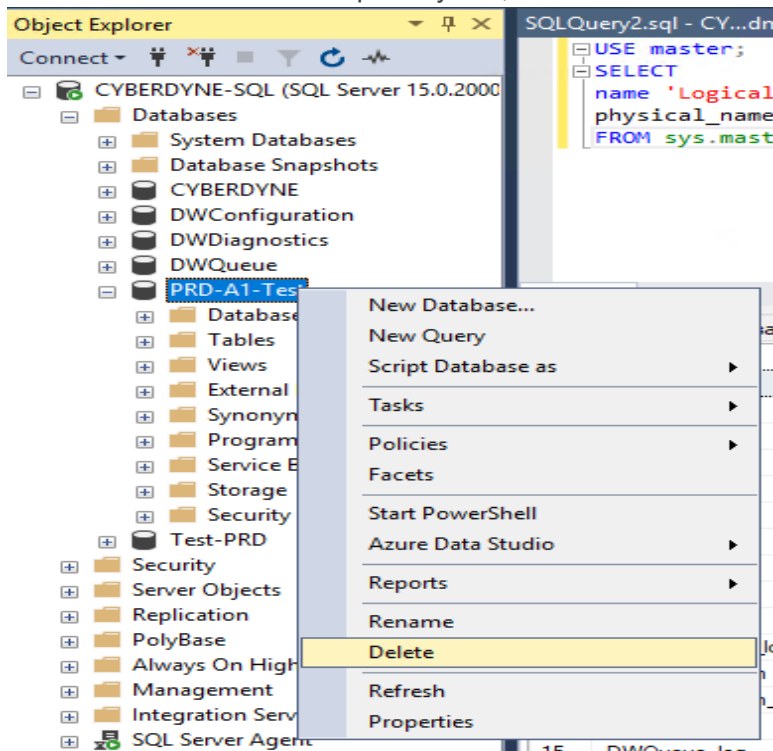 Object Explorer
Connect
CYBERDYNE-SQL (SQL Server 15.0.2000
Databases
System Databases
Database Snapshots
CYBERDYNE
DWConfiguration
DWDiagnostics
DWQueue
PRD-A1-Tes
Database
Tables
Views
External
Synonyn
Program
Service E
Storage
Security
Test-PRD
Security
Server Objects
Replication
PolyBase
Always On High
Management
Integration Serv
SQL Server Agent
New Database...
New Query
Script Database as
Tasks
Policies
Facets
Start PowerShell
Azure Data Studio
Reports
Rename
Delete
Refresh
Properties
SQLQuery2.sql - CY...dn
USE master;
SELECT
name 'Logical
physical_name
FROM sys.mast
15 DWQueue_log